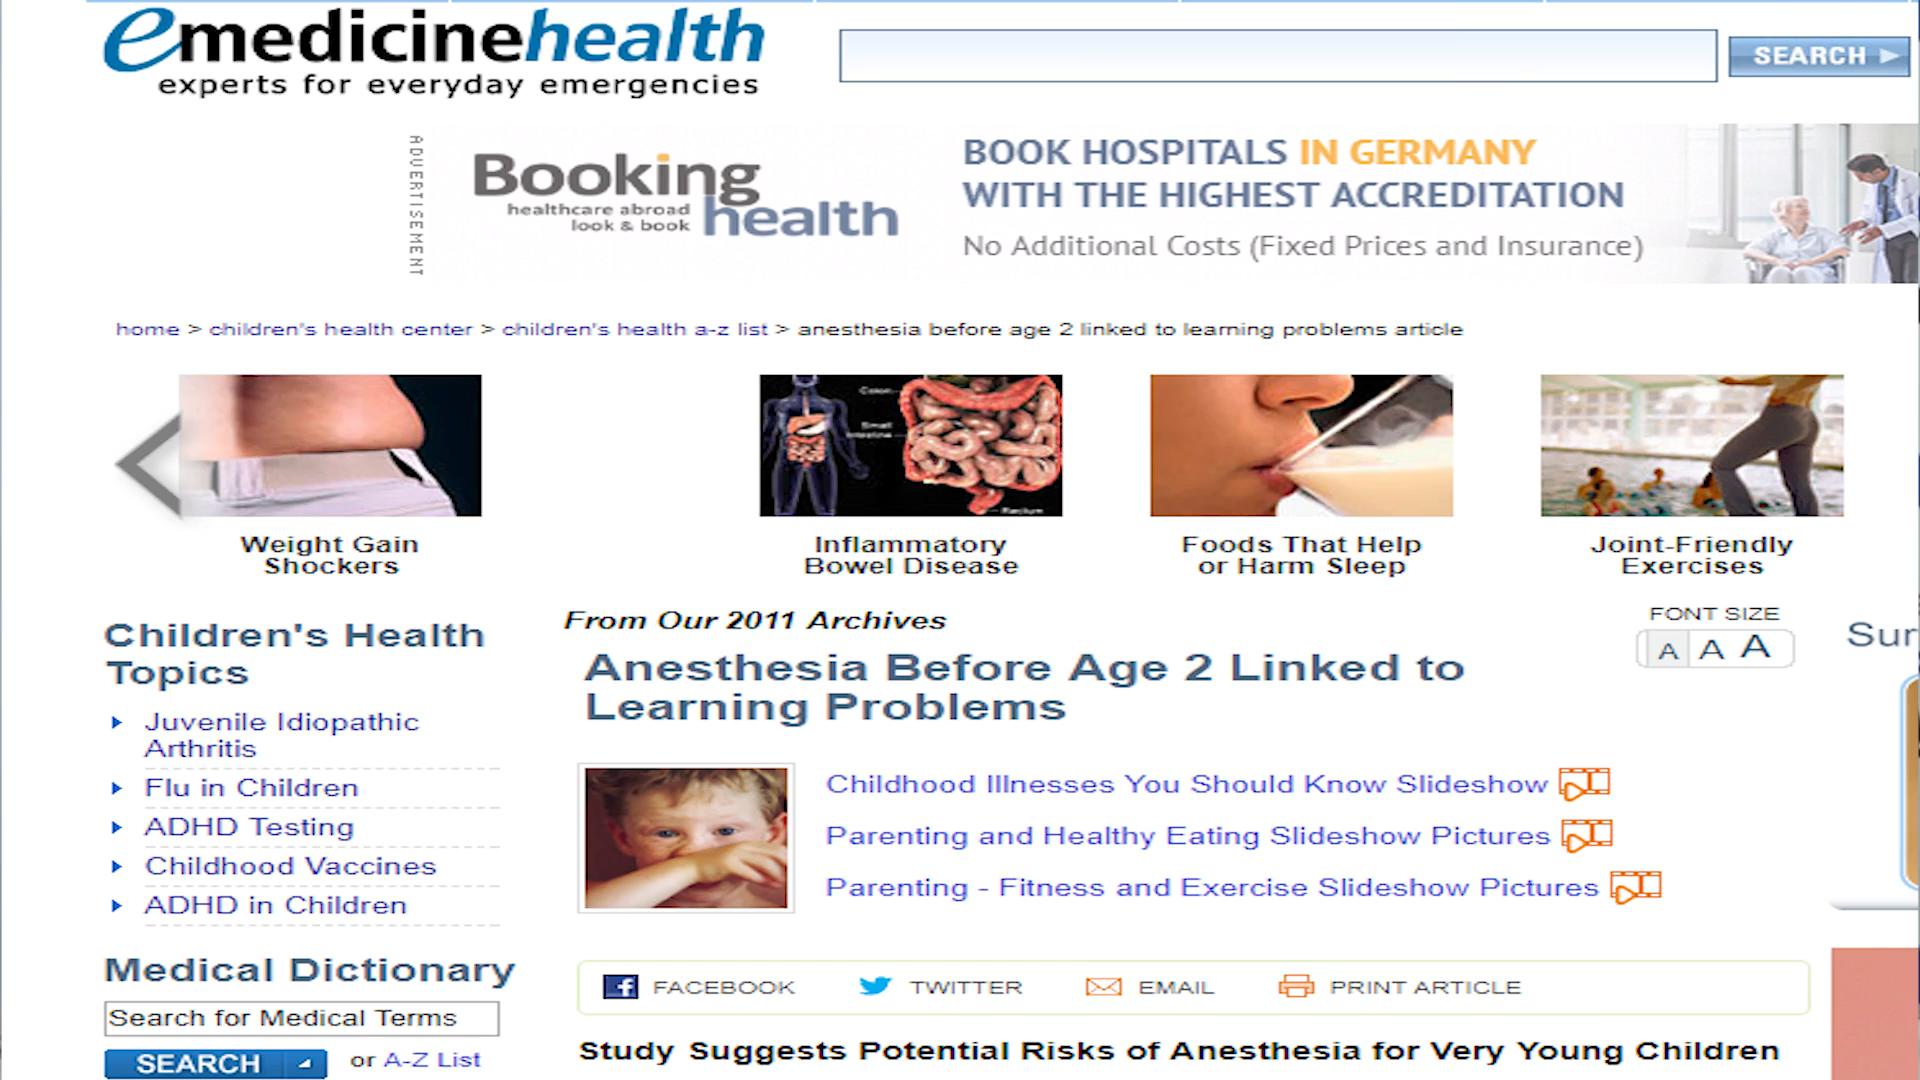 emedicinehealth
experts for everyday emergencies
SEARCH
ADVERTISEMENT
Booking
health
healthcare abroad
look & book
BOOK HOSPITALS IN GERMANY
WITH THE HIGHEST ACCREDITATION
No Additional Costs (Fixed Prices and Insurance)
home > children's health center > children's health a-z list > anesthesia before age 2 linked to learning problems article
Colon
Small
Intestine
Rectum
Weight Gain
Shockers
Inflammatory
Bowel Disease
Foods That Help
or Harm Sleep
Joint-Friendly
Exercises
Children's Health
Topics
Juvenile Idiopathic
Arthritis
Flu in Children
ADHD Testing
Childhood Vaccines
ADHD in Children
Medical Dictionary
Search for Medical Terms
SEARCH
or A-Z List
From Our 2011 Archives
FONT SIZE
A A A
Anesthesia Before Age 2 Linked to
Learning Problems
Childhood Illnesses You Should Know Slideshow
Parenting and Healthy Eating Slideshow Pictures
Parenting - Fitness and Exercise Slideshow Pictures
FACEBOOK TWITTER EMAIL PRINT ARTICLE
Study Suggests Potential Risks of Anesthesia for Very Young Children
Sur